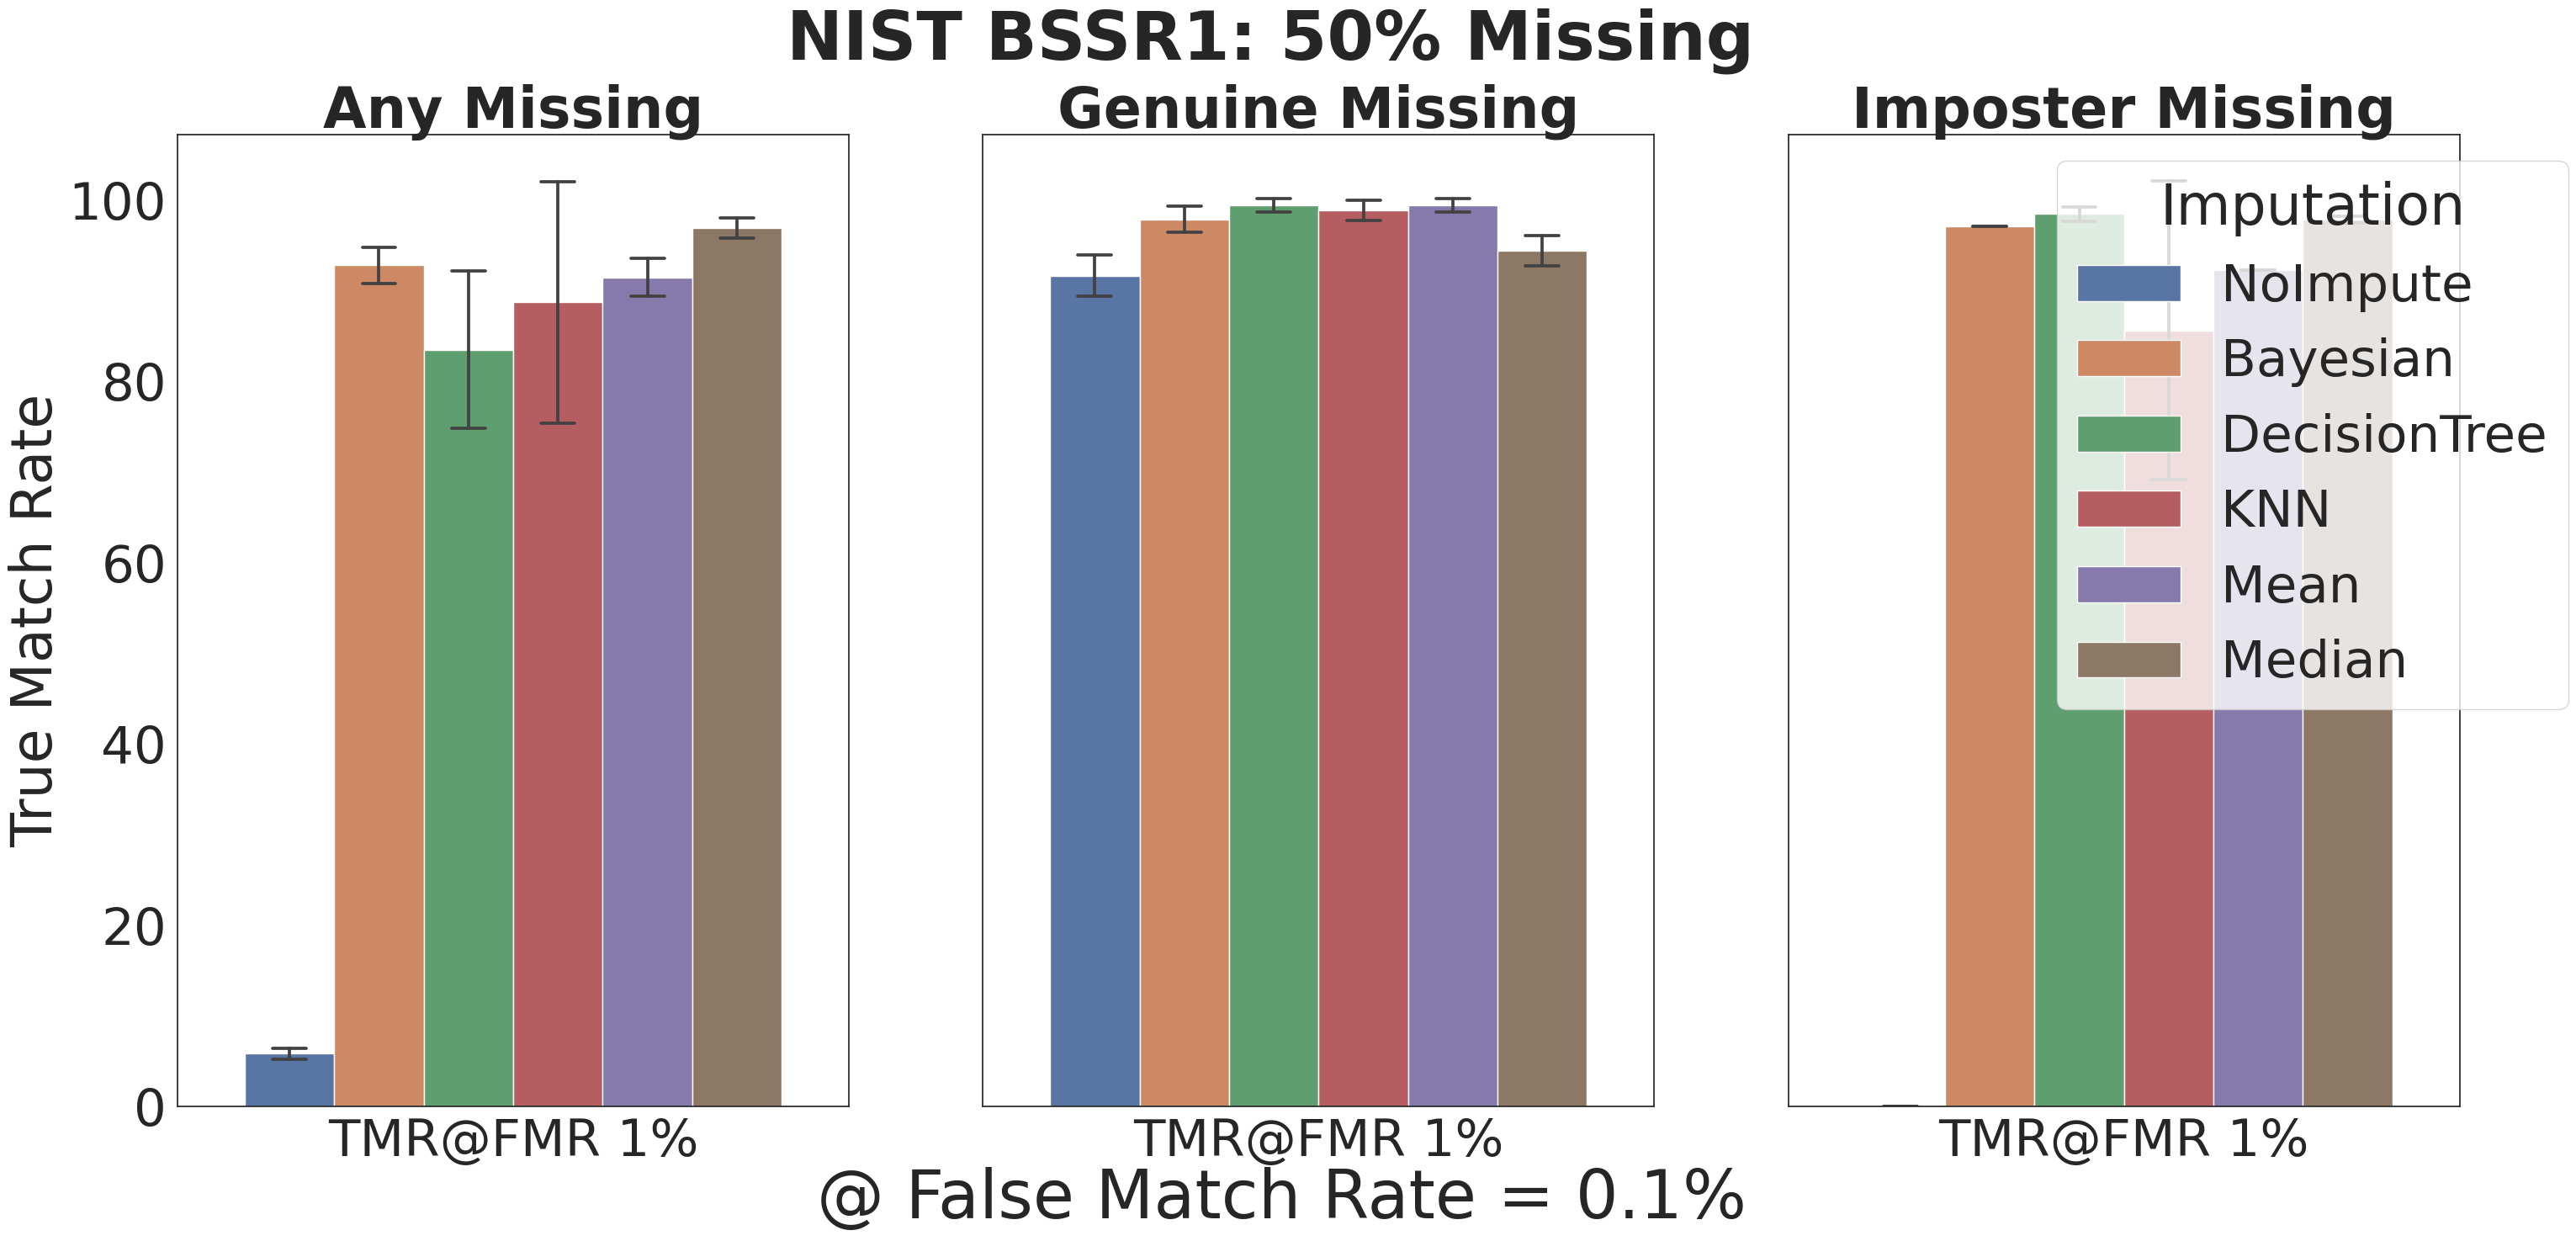 NIST BSSR1: 50% Missing
Any Missing
Genuine Missing
Imposter Missing
True Match Rate
100
80
60
40
20
0
TMR@FMR 1%
TMR@FMR 1%
TMR@FMR 1%
@ False Match Rate = 0.1%
Imputation
NoImpute
Bayesian
DecisionTree
KNN
Mean
Median